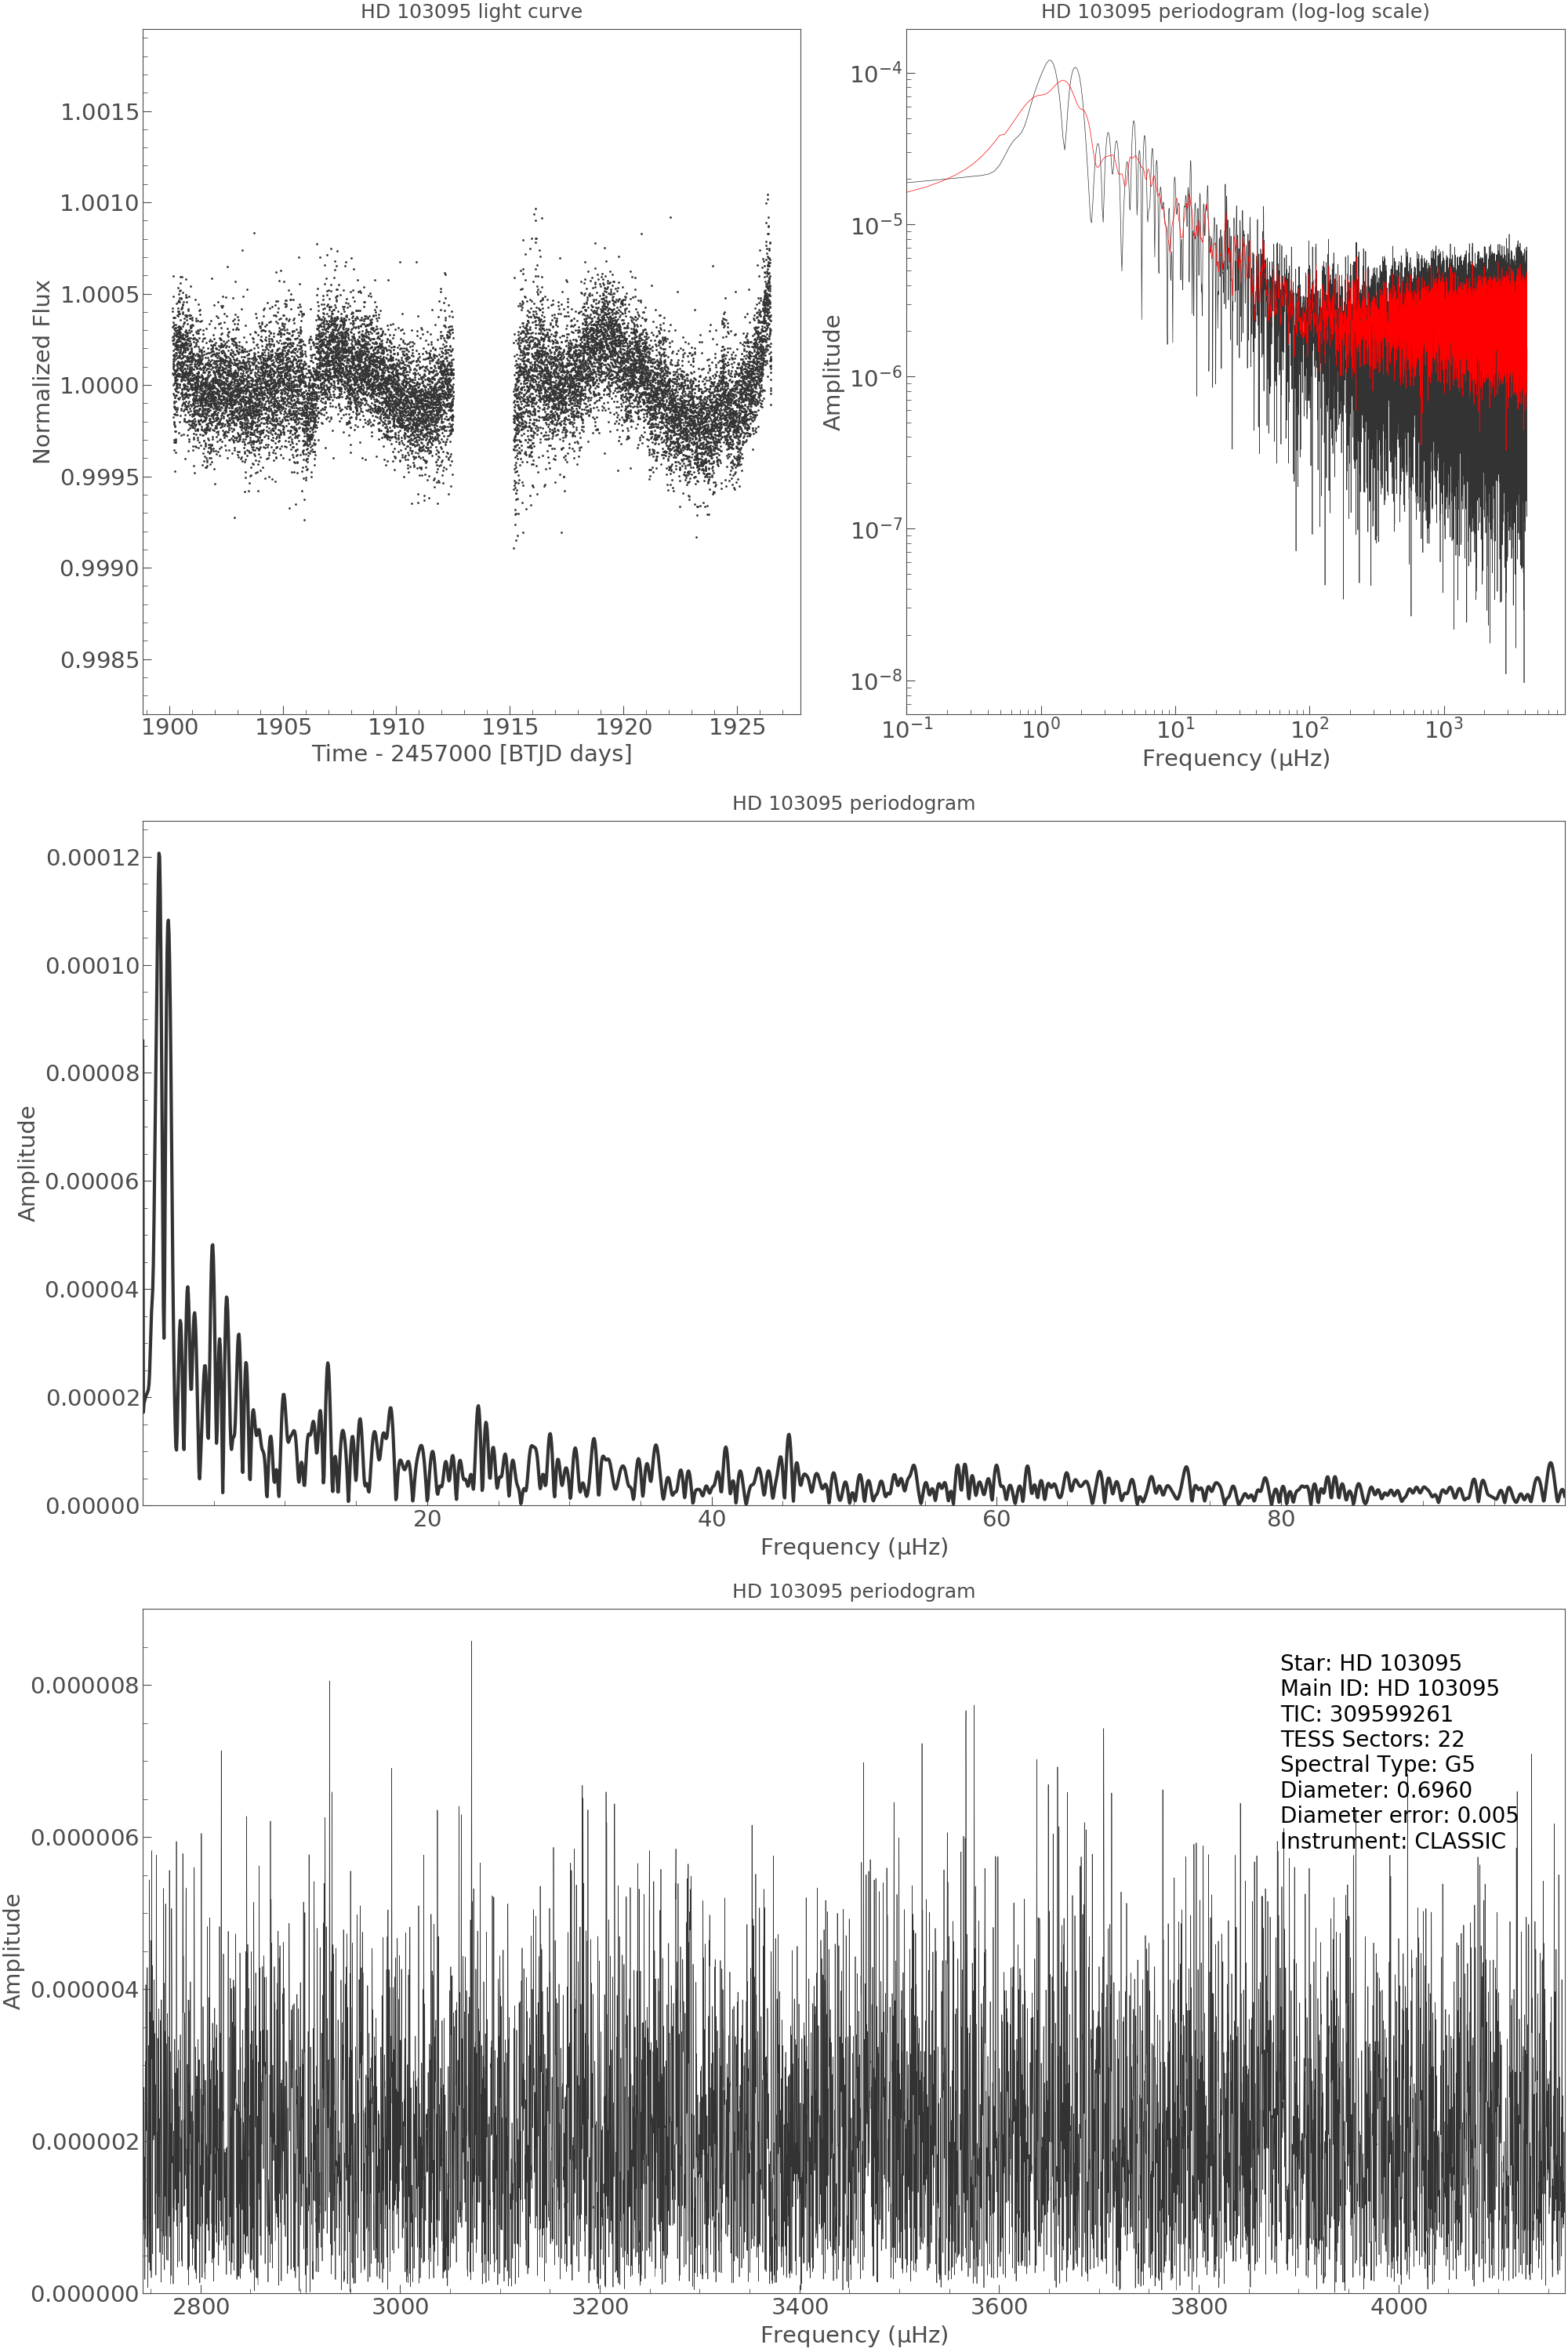 HD 103095 light curve
Normalized Flux
1.0015
1.0010
1.0005
1.0000
0.9995
0.9990
0.9985
1900 1905 1910 1915 1920 1925
Time - 2457000 [BTJD days]
HD 103095 periodogram (log-log scale)
Amplitude
10⁻⁴
10⁻⁵
10⁻⁶
10⁻⁷
10⁻⁸
10⁻¹ 10⁰ 10¹ 10² 10³
Frequency (μHz)
HD 103095 periodogram
Amplitude
0.00012
0.00010
0.00008
0.00006
0.00004
0.00002
0.00000
20 40 60 80
Frequency (μHz)
HD 103095 periodogram
Amplitude
0.000008
0.000006
0.000004
0.000002
0.000000
Star: HD 103095
Main ID: HD 103095
TIC: 309599261
TESS Sectors: 22
Spectral Type: G5
Diameter: 0.6960
Diameter error: 0.005
Instrument: CLASSIC
2800 3000 3200 3400 3600 3800 4000
Frequency (μHz)